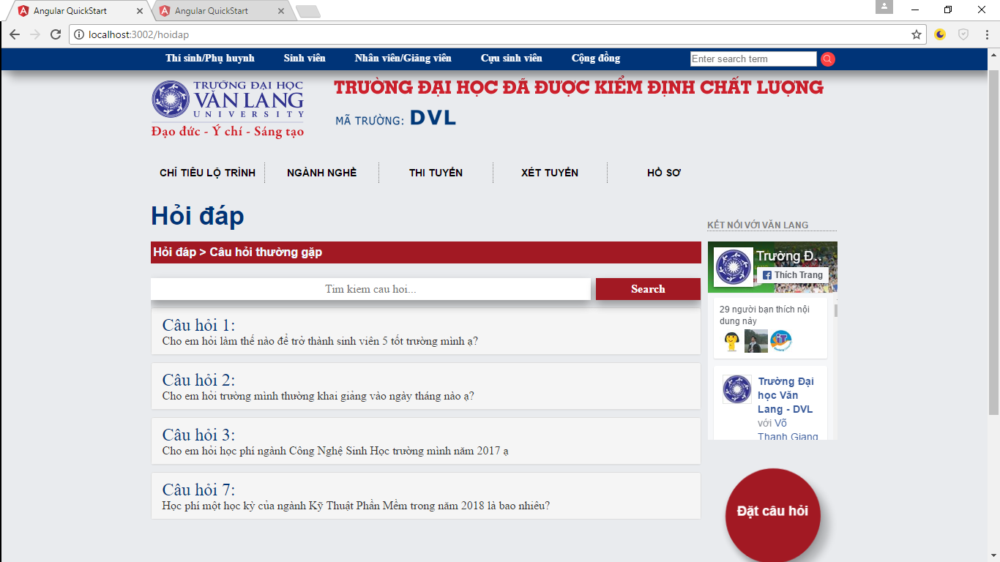 Angular QuickStart
Angular QuickStart
localhost:3002/hoidap
Thí sinh/Phụ huynh Sinh viên Nhân viên/Giảng viên Cựu sinh viên Cộng đồng Enter search term
TRƯỜNG ĐẠI HỌC
VĂN LANG
UNIVERSITY
Đạo đức - Ý chí - Sáng tạo
TRƯỜNG ĐẠI HỌC ĐÃ ĐƯỢC KIỂM ĐỊNH CHẤT LƯỢNG
MÃ TRƯỜNG: DVL
CHỈ TIÊU LỘ TRÌNH NGÀNH NGHỀ THI TUYỂN XÉT TUYỂN HỒ SƠ
Hỏi đáp
Hỏi đáp > Câu hỏi thường gặp
Tim kiem cau hoi... Search
Câu hỏi 1:
Cho em hỏi làm thế nào để trở thành sinh viên 5 tốt trường mình ạ?
Câu hỏi 2:
Cho em hỏi trường mình thường khai giảng vào ngày tháng nào ạ?
Câu hỏi 3:
Cho em hỏi học phí ngành Công Nghệ Sinh Học trường mình năm 2017 ạ
Câu hỏi 7:
Học phí một học kỳ của ngành Kỹ Thuật Phần Mềm trong năm 2018 là bao nhiêu?
KẾT NỐI VỚI VĂN LANG
Trường Đ..
Thích Trang
29 người bạn thích nội
dung này
Trường Đại
học Văn
Lang - DVL
với Võ
Thanh Giang
Đặt câu hỏi